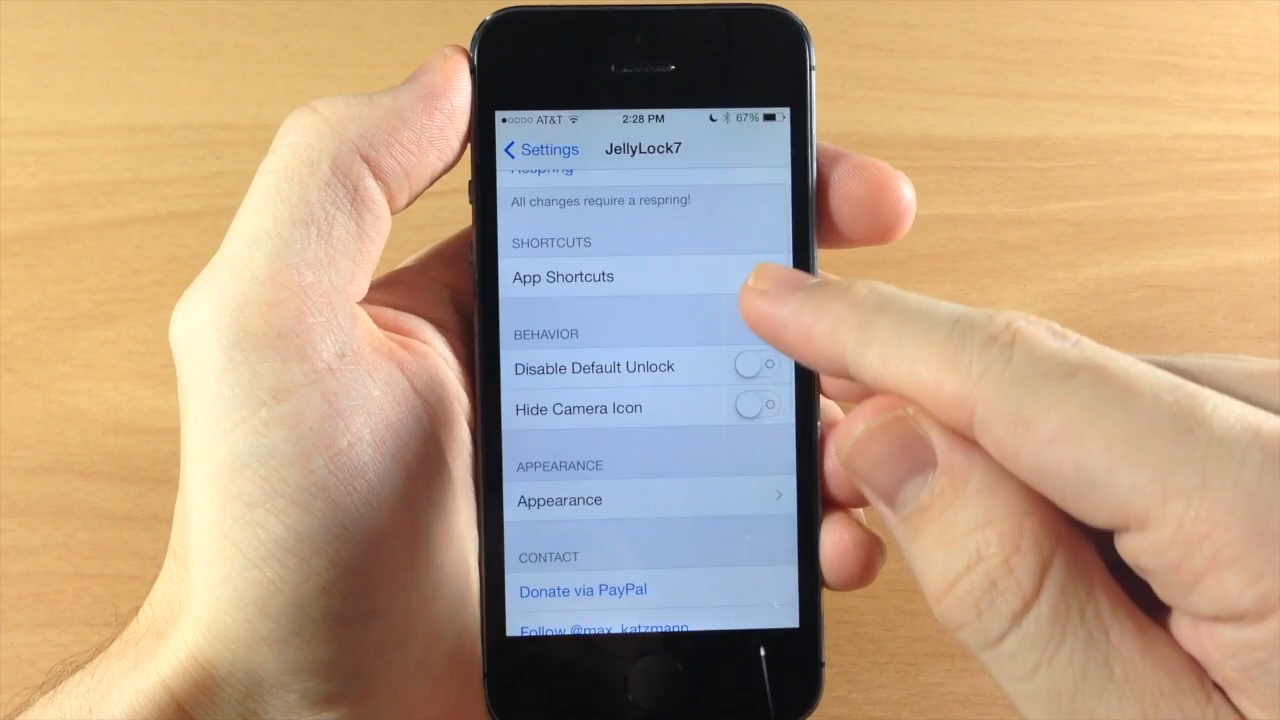 AT&T 2:28 PM 67%
Settings JellyLock7
Respring
All changes require a respring!
SHORTCUTS
App Shortcuts
BEHAVIOR
Disable Default Unlock
Hide Camera Icon
APPEARANCE
Appearance
CONTACT
Donate via PayPal
Follow @max_katzmann